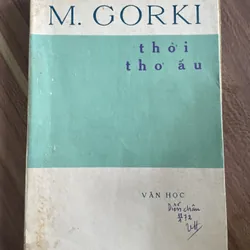 M. GORKI
thời
thơ ấu
VĂN HỌC